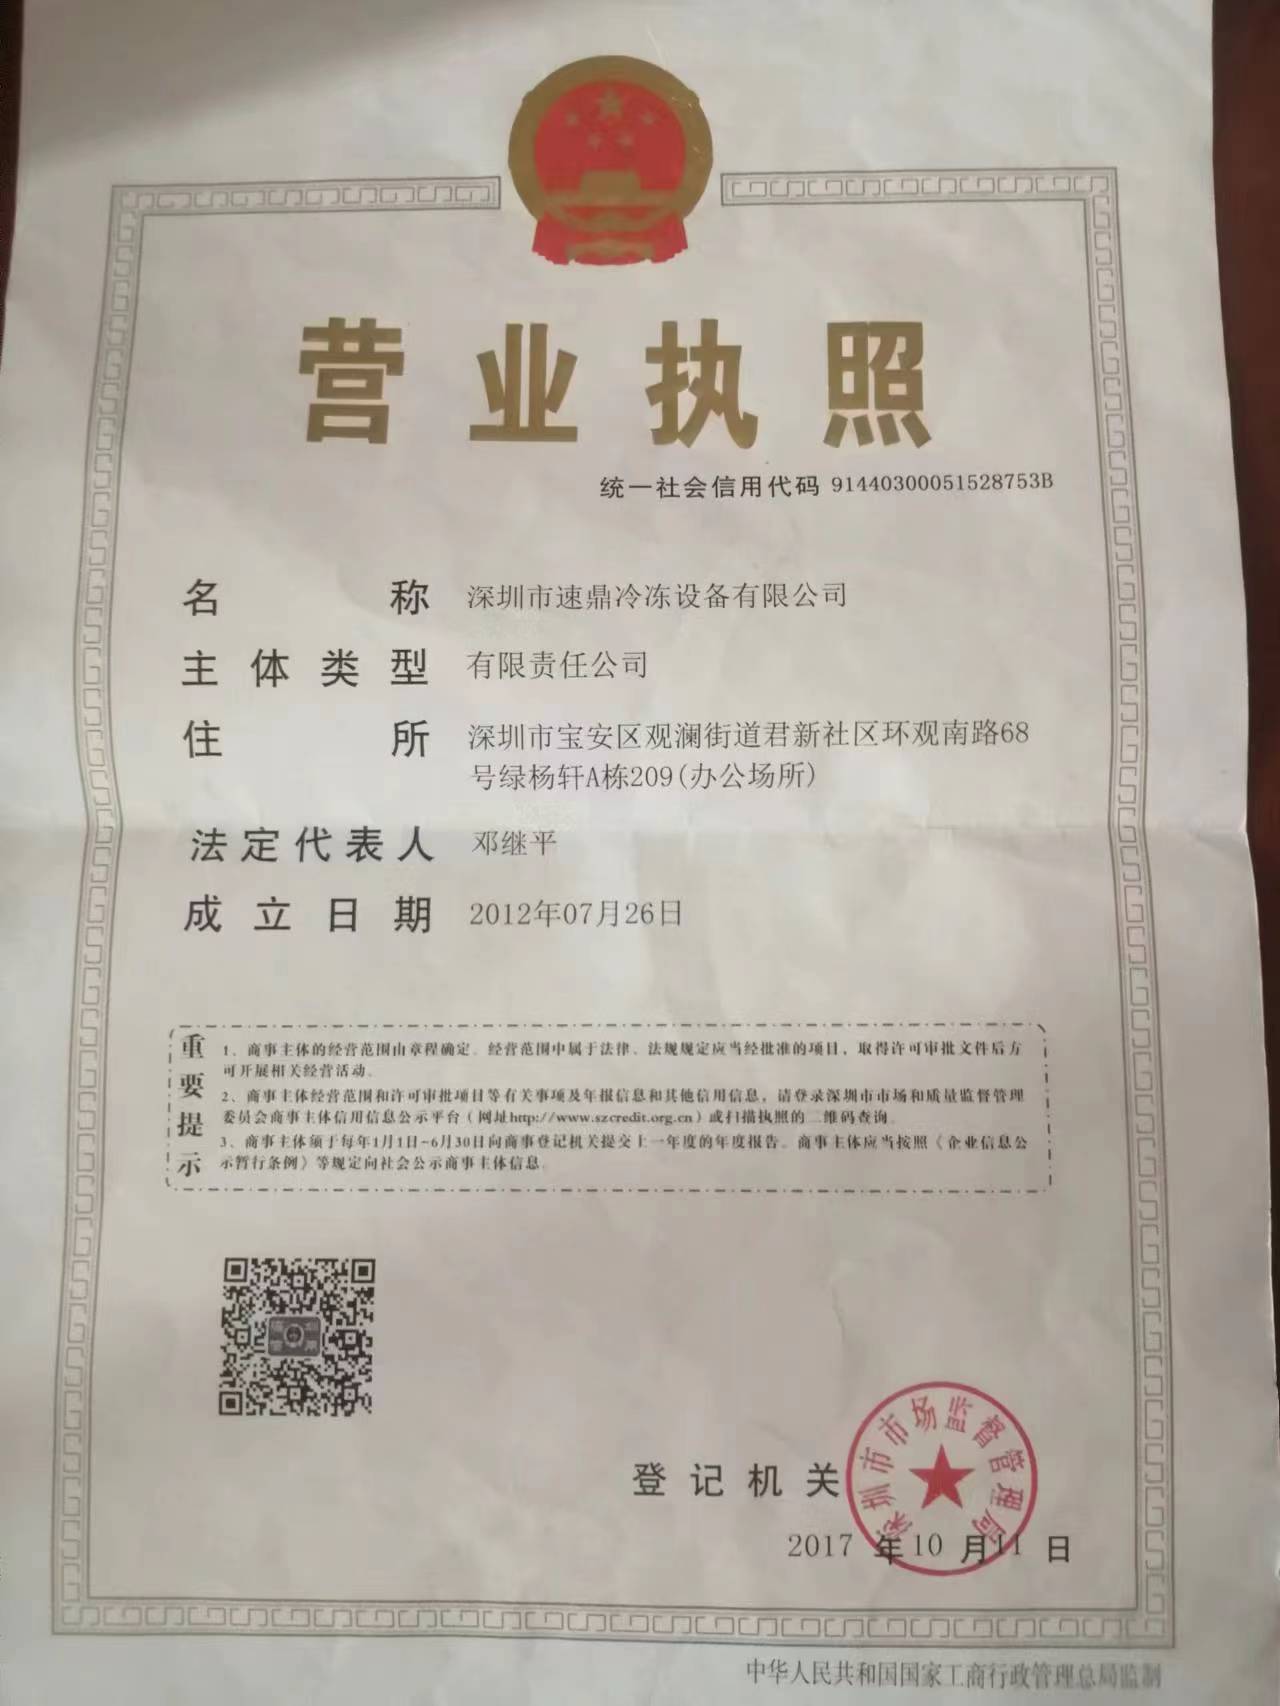 营业执照
统一社会信用代码 91440300051528753B
名称 深圳市速鼎冷冻设备有限公司
主体类型 有限责任公司
住所 深圳市宝安区观澜街道君新社区环观南路68
号绿杨轩A栋209(办公场所)
法定代表人 邓继平
成立日期 2012年07月26日
重要提示
1、商事主体的经营范围由章程确定。经营范围中属于法律、法规规定应当经批准的项目，取得许可审批文件后方
可开展相关经营活动。
2、商事主体经营范围和许可审批项目等有关事项及年报信息和其他信用信息，请登录深圳市市场和质量监督管理
委员会商事主体信用信息公示平台（网址http://www.szcredit.org.cn）或扫描执照的二维码查询。
3、商事主体须于每年1月1日-6月30日向商事登记机关提交上一年度的年度报告。商事主体应当按照《企业信息公
示暂行条例》等规定向社会公示商事主体信息。
登记机关
深圳市市场监督管理局
2017年10月11日
中华人民共和国国家工商行政管理总局监制